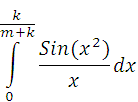 k
m+k
∫ Sin(x²)/x dx
0